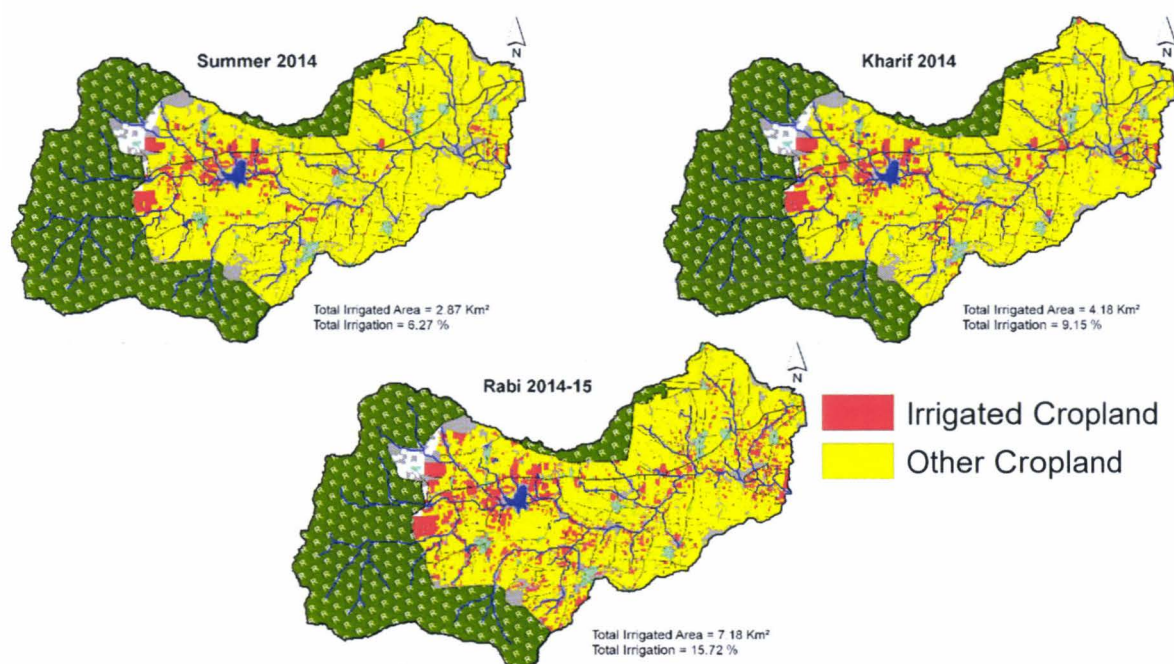 Summer 2014
N
Total Irrigated Area = 2.87 Km²
Total Irrigation = 6.27 %
Kharif 2014
N
Total Irrigated Area = 4.18 Km²
Total Irrigation = 9.15 %
Rabi 2014-15
N
Total Irrigated Area = 7.18 Km²
Total Irrigation = 15.72 %
Irrigated Cropland
Other Cropland